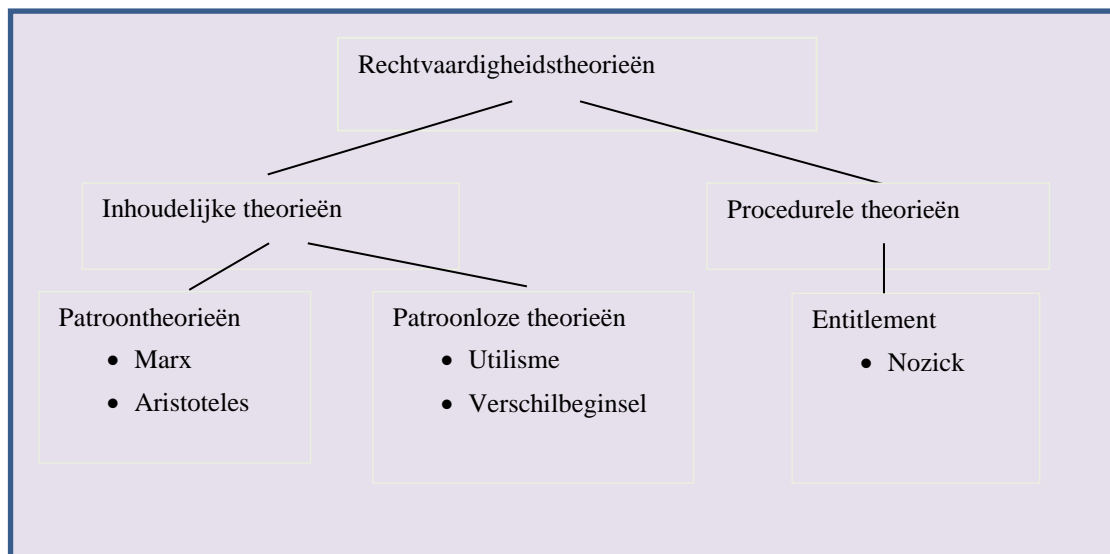 Rechtvaardigheidstheorieën
Inhoudelijke theorieën
Procedurele theorieën
Patroontheorieën
• Marx
• Aristoteles
Patroonloze theorieën
• Utilisme
• Verschilbeginsel
Entitlement
• Nozick